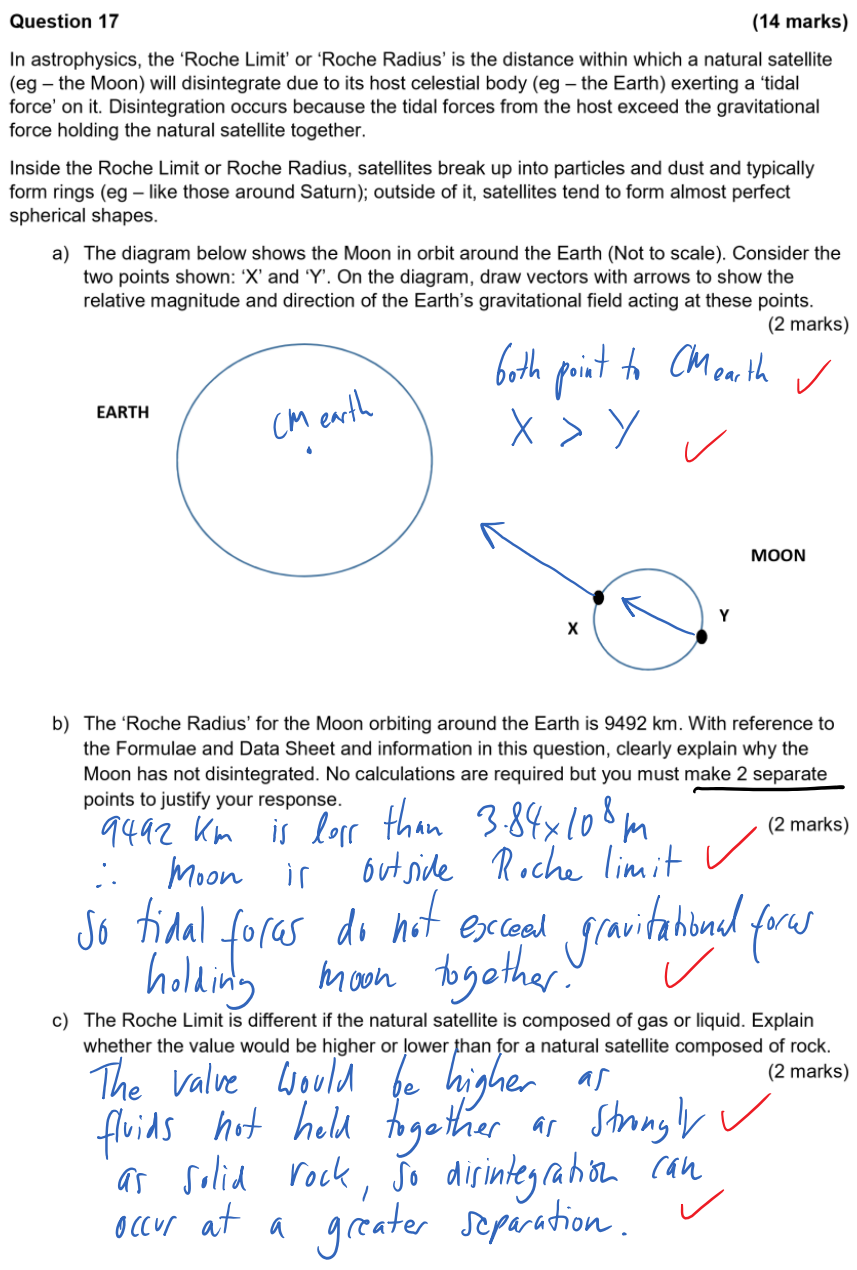 Question 17 (14 marks)
In astrophysics, the ‘Roche Limit’ or ‘Roche Radius’ is the distance within which a natural satellite
(eg – the Moon) will disintegrate due to its host celestial body (eg – the Earth) exerting a ‘tidal
force’ on it. Disintegration occurs because the tidal forces from the host exceed the gravitational
force holding the natural satellite together.
Inside the Roche Limit or Roche Radius, satellites break up into particles and dust and typically
form rings (eg – like those around Saturn); outside of it, satellites tend to form almost perfect
spherical shapes.
a) The diagram below shows the Moon in orbit around the Earth (Not to scale). Consider the
two points shown: ‘X’ and ‘Y’. On the diagram, draw vectors with arrows to show the
relative magnitude and direction of the Earth’s gravitational field acting at these points.
(2 marks)
both point to CM earth ✓
EARTH
CM earth
X > Y ✓
MOON
X
Y
b) The ‘Roche Radius’ for the Moon orbiting around the Earth is 9492 km. With reference to
the Formulae and Data Sheet and information in this question, clearly explain why the
Moon has not disintegrated. No calculations are required but you must make 2 separate
points to justify your response.
(2 marks)
9492 Km is less than 3.84x10⁸m
∴ Moon is outside Roche limit ✓
So tidal forces do not exceed gravitational forces
holding moon together. ✓
c) The Roche Limit is different if the natural satellite is composed of gas or liquid. Explain
whether the value would be higher or lower than for a natural satellite composed of rock.
(2 marks)
The value would be higher as
fluids not held together as strongly ✓
as solid rock, so disintegration can
occur at a greater separation. ✓